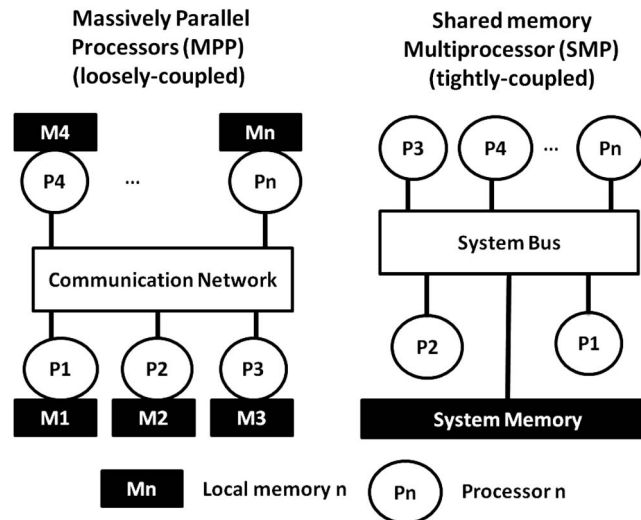 Massively Parallel
Processors (MPP)
(loosely-coupled)
M4
Mn
P4
...
Pn
Communication Network
P1
P2
P3
M1
M2
M3
Shared memory
Multiprocessor (SMP)
(tightly-coupled)
P3
P4
...
Pn
System Bus
P2
P1
System Memory
Mn
Local memory n
Pn
Processor n